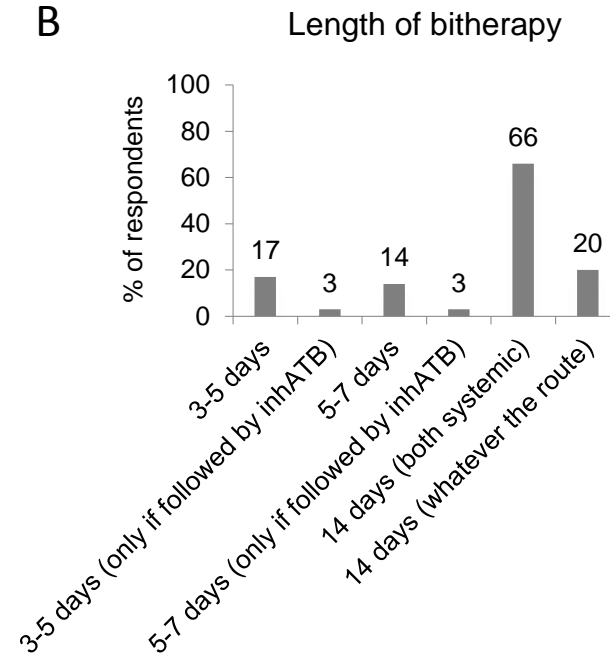 B
Length of bitherapy
% of respondents
100
80
60
40
20
0
17
3
14
3
66
20
3-5 days
3-5 days (only if followed by inhATB)
5-7 days
5-7 days (only if followed by inhATB)
14 days (both systemic)
14 days (whatever the route)